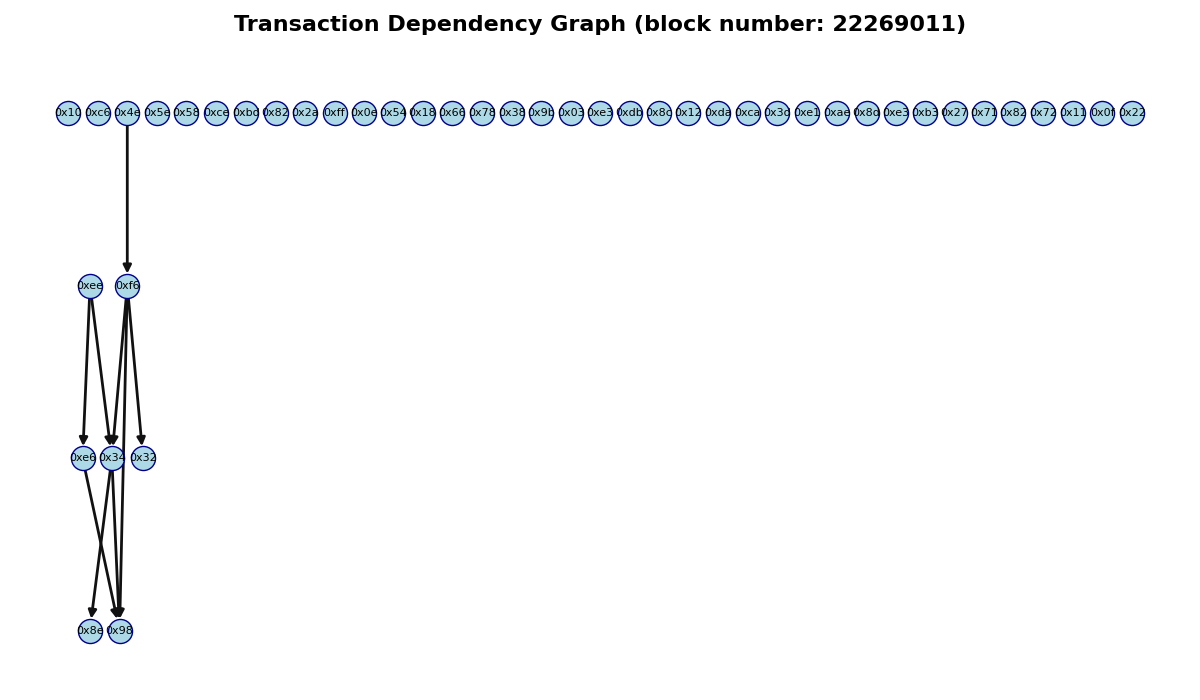 Transaction Dependency Graph (block number: 22269011)
0x10 0xc6 0x4e 0x5e 0x58 0xce 0xbd 0x82 0x2a 0xff 0x0e 0x54 0x18 0x66 0x78 0x38 0x9b 0x03 0xe3 0xdb 0x8c 0x12 0xda 0xca 0x3c 0xe1 0xae 0x8d 0xe3 0xb3 0x27 0x71 0x82 0x72 0x11 0x0f 0x22
0xee 0xf6
0xe6 0x34 0x32
0x8e 0x98